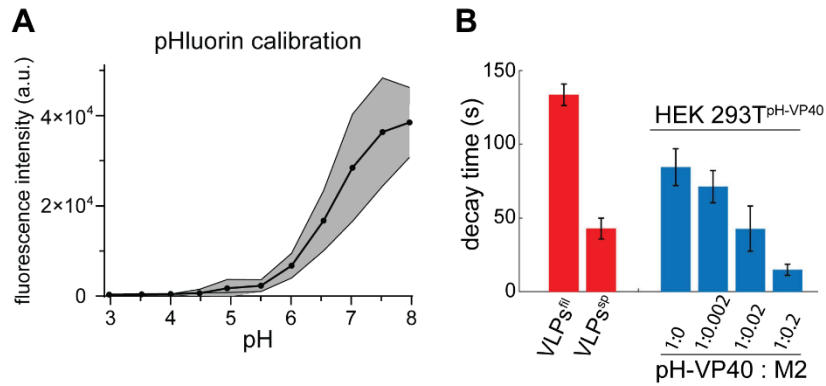 A
pHluorin calibration
fluorescence intensity (a.u.)
4×10⁴
2×10⁴
0
3 4 5 6 7 8
pH
B
decay time (s)
150
100
50
0
HEK 293T^pH-VP40
VLPs^fil
VLPs^sp
1:0
1:0.002
1:0.02
1:0.2
pH-VP40 : M2